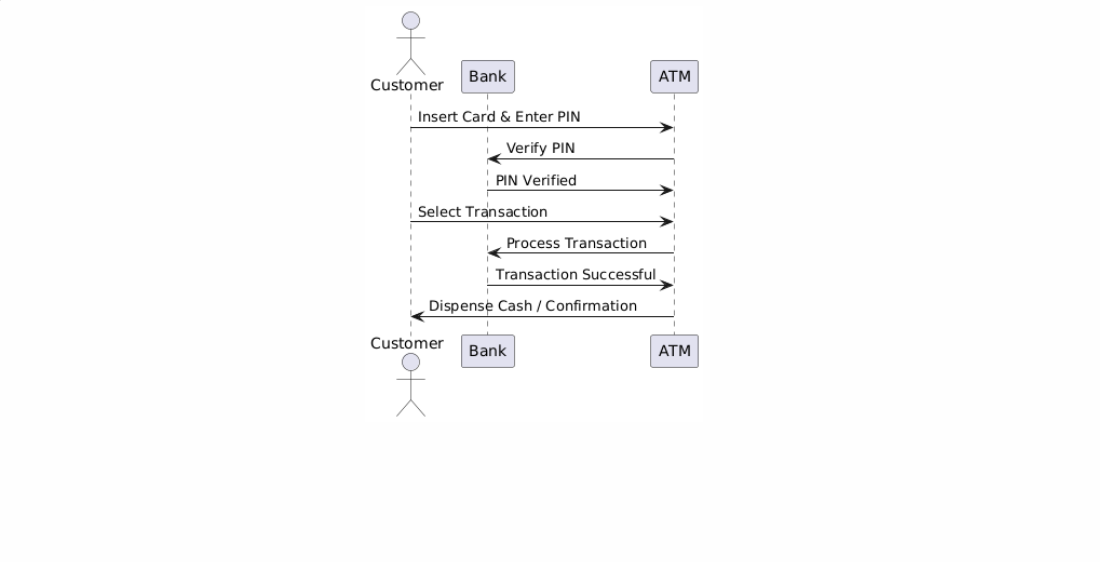 Customer
Bank
ATM
Insert Card & Enter PIN
Verify PIN
PIN Verified
Select Transaction
Process Transaction
Transaction Successful
Dispense Cash / Confirmation
Customer
Bank
ATM